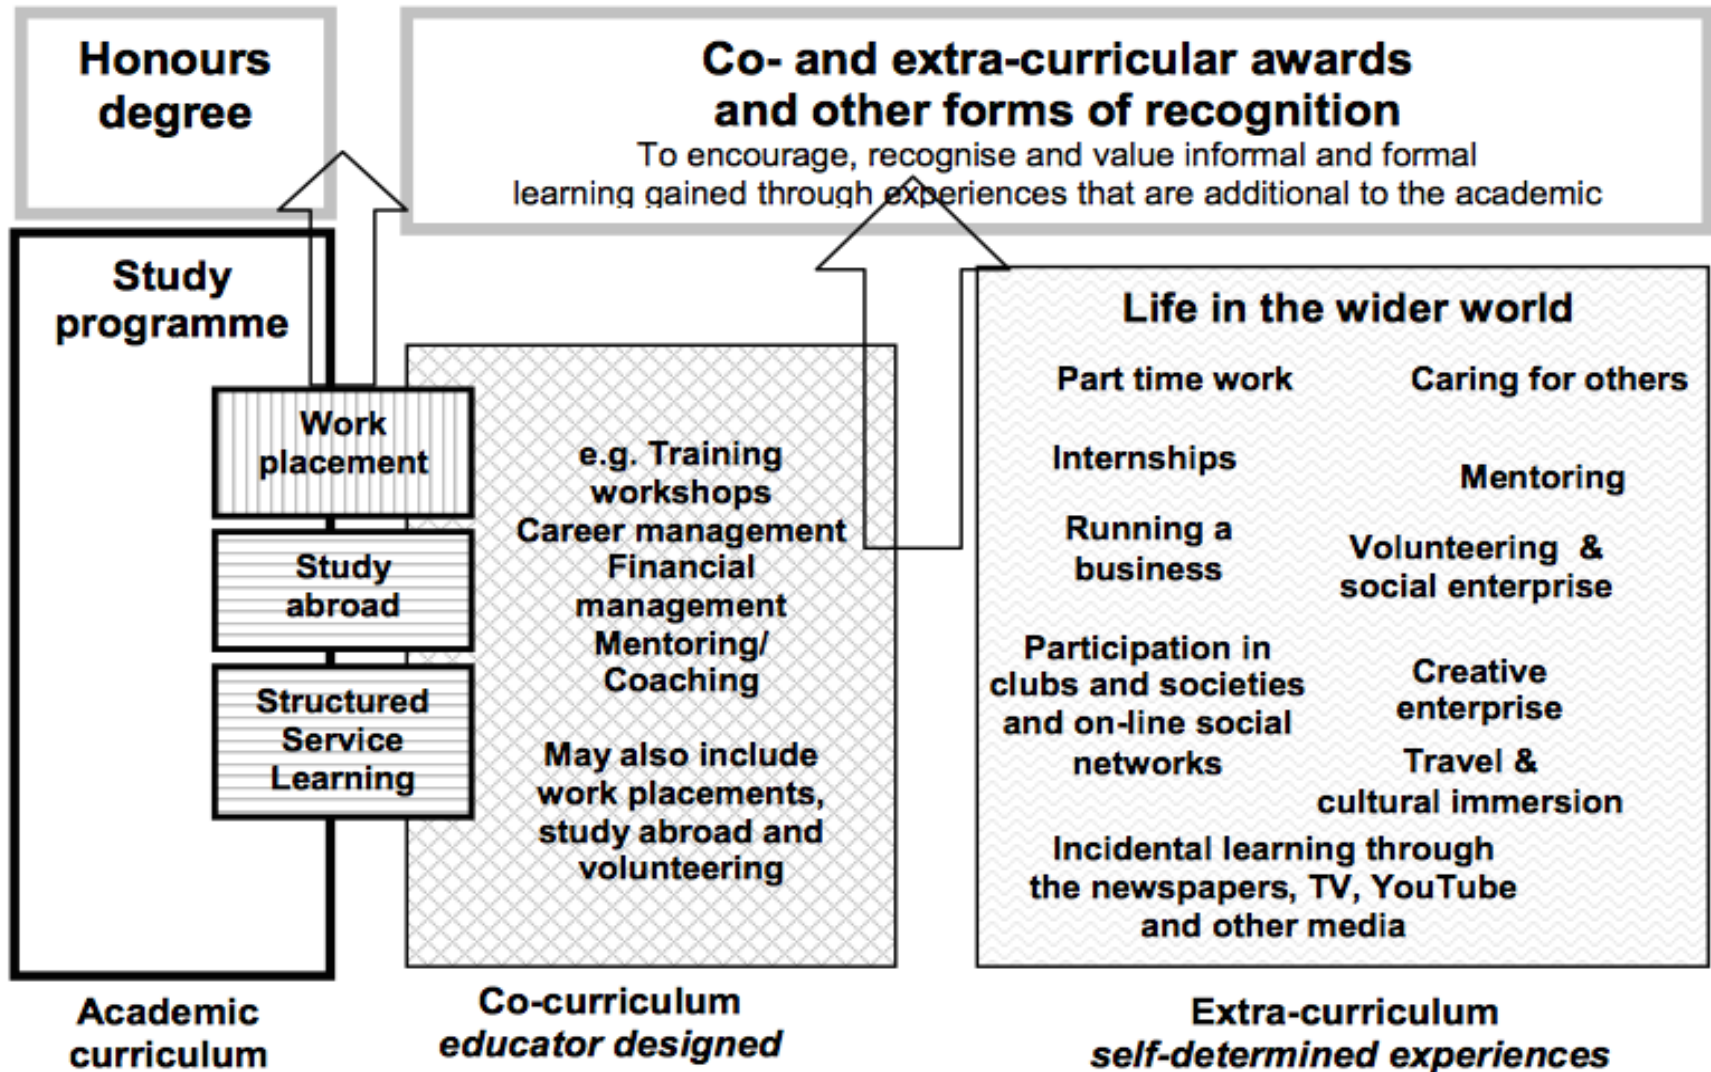 Honours
degree
Co- and extra-curricular awards
and other forms of recognition
To encourage, recognise and value informal and formal
learning gained through experiences that are additional to the academic
Study
programme
Work
placement
Study
abroad
Structured
Service
Learning
e.g. Training
workshops
Career management
Financial
management
Mentoring/
Coaching
May also include
work placements,
study abroad and
volunteering
Life in the wider world
Part time work
Caring for others
Internships
Mentoring
Running a
business
Volunteering &
social enterprise
Participation in
clubs and societies
and on-line social
networks
Creative
enterprise
Travel &
cultural immersion
Incidental learning through
the newspapers, TV, YouTube
and other media
Academic
curriculum
Co-curriculum
educator designed
Extra-curriculum
self-determined experiences